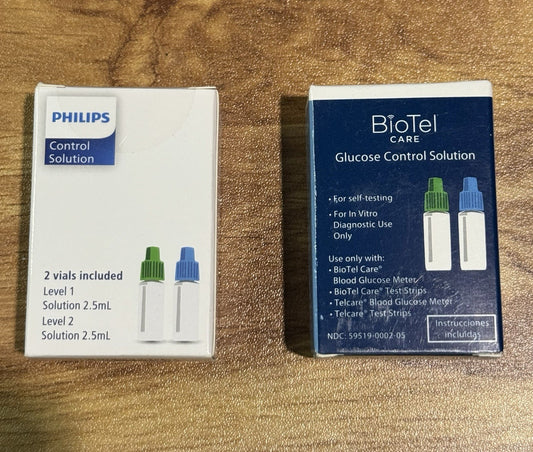 PHILIPS
Control
Solution
2 vials included
Level 1
Solution 2.5mL
Level 2
Solution 2.5mL
BioTel
CARE
Glucose Control Solution
• For self-testing
• For In Vitro
Diagnostic Use
Only
Use only with:
• BioTel Care®
Blood Glucose Meter
• BioTel Care® Test Strips
• Telcare® Blood Glucose Meter
• Telcare® Test Strips
NDC: 59519-0002-05
Instrucciones
incluidas